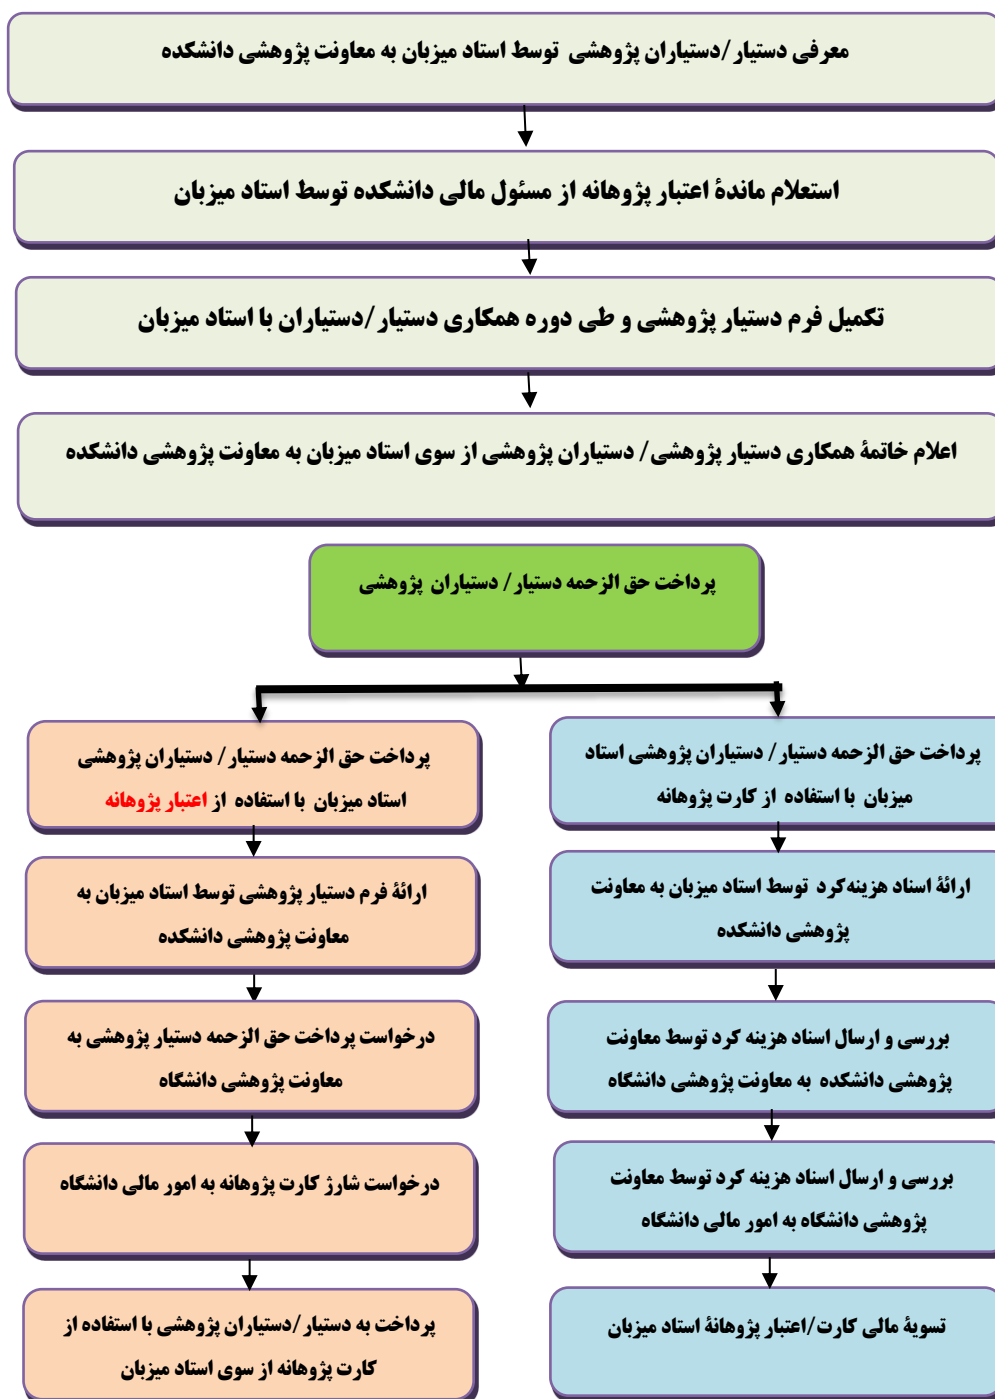 معرفی دستیار/دستیاران پژوهشی توسط استاد میزبان به معاونت پژوهشی دانشکده
استعلام ماندهٔ اعتبار پژوهانه از مسئول مالی دانشکده توسط استاد میزبان
تکمیل فرم دستیار پژوهشی و طی دوره همکاری دستیار/دستیاران با استاد میزبان
اعلام خاتمهٔ همکاری دستیار پژوهشی/ دستیاران پژوهشی از سوی استاد میزبان به معاونت پژوهشی دانشکده
پرداخت حق الزحمه دستیار/ دستیاران پژوهشی
پرداخت حق الزحمه دستیار/ دستیاران پژوهشی استاد
میزبان با استفاده از کارت پژوهانه
ارائهٔ اسناد هزینه‌کرد توسط استاد میزبان به معاونت
پژوهشی دانشکده
بررسی و ارسال اسناد هزینه کرد توسط معاونت
پژوهشی دانشکده به معاونت پژوهشی دانشگاه
بررسی و ارسال اسناد هزینه کرد توسط معاونت
پژوهشی دانشگاه به امور مالی دانشگاه
تسویهٔ مالی کارت/اعتبار پژوهانهٔ استاد میزبان
پرداخت حق الزحمه دستیار/ دستیاران پژوهشی
استاد میزبان با استفاده از اعتبار پژوهانه
ارائهٔ فرم دستیار پژوهشی توسط استاد میزبان به
معاونت پژوهشی دانشکده
درخواست پرداخت حق الزحمه دستیار پژوهشی به
معاونت پژوهشی دانشگاه
درخواست شارژ کارت پژوهانه به امور مالی دانشگاه
پرداخت به دستیار/دستیاران پژوهشی با استفاده از
کارت پژوهانه از سوی استاد میزبان